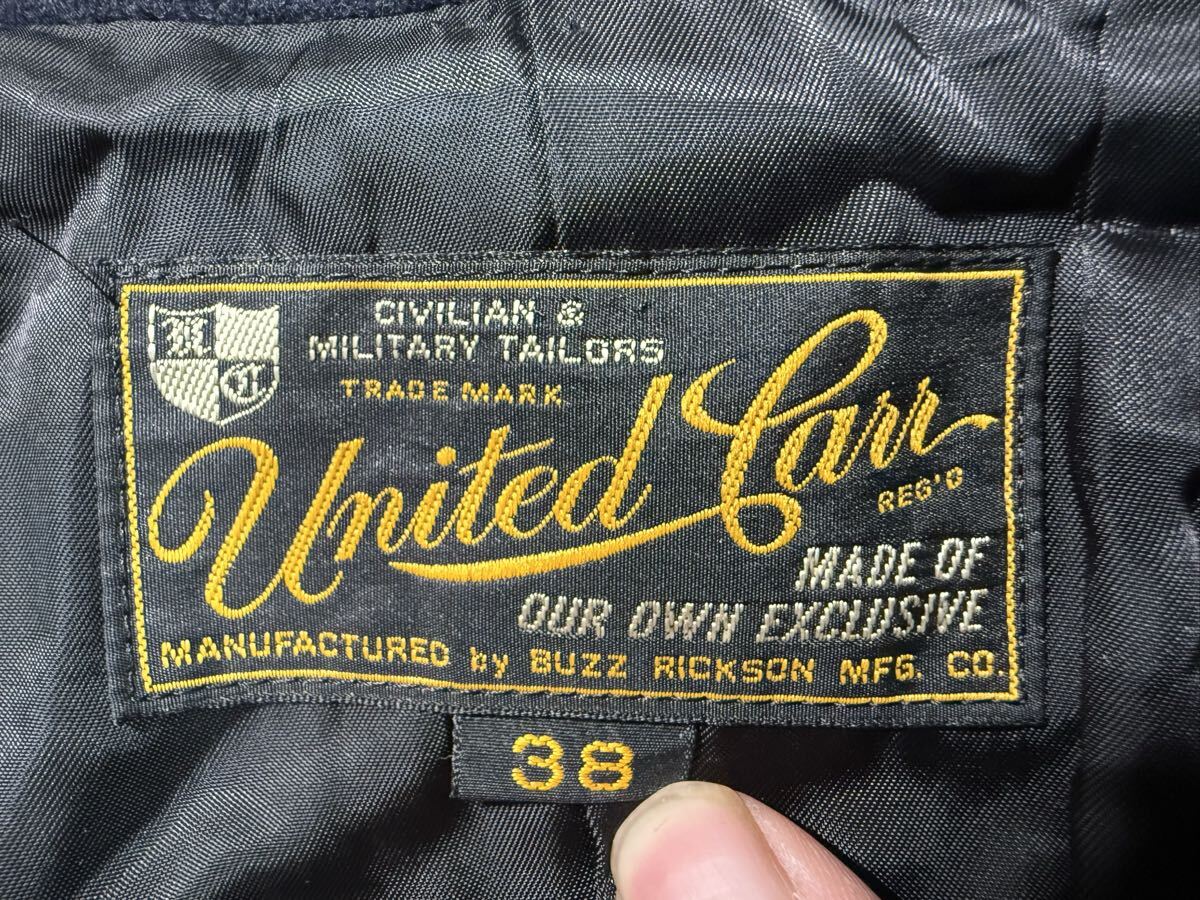 CIVILIAN &
MILITARY TAILORS
TRADE MARK
United Carr
REG'D
MADE OF
OUR OWN EXCLUSIVE
MANUFACTURED by BUZZ RICKSON MFG. CO.
38